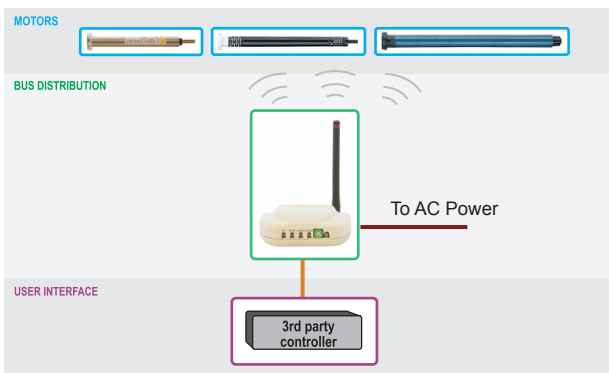 MOTORS
BUS DISTRIBUTION
To AC Power
USER INTERFACE
3rd party
controller